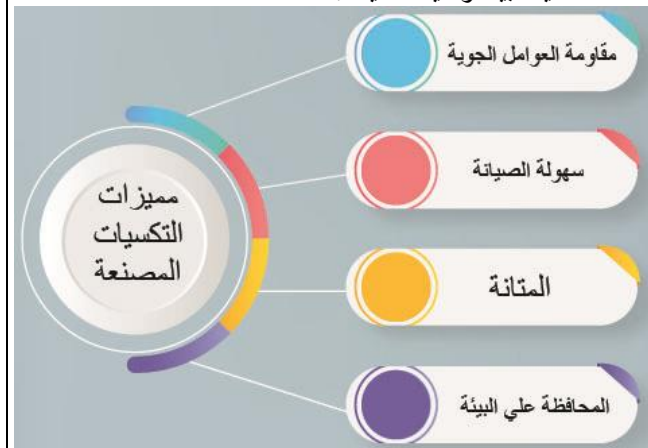 مقاومة العوامل الجوية
سهولة الصيانة
مميزات
التكسيات
المصنعة
المتانة
المحافظة علي البيئة